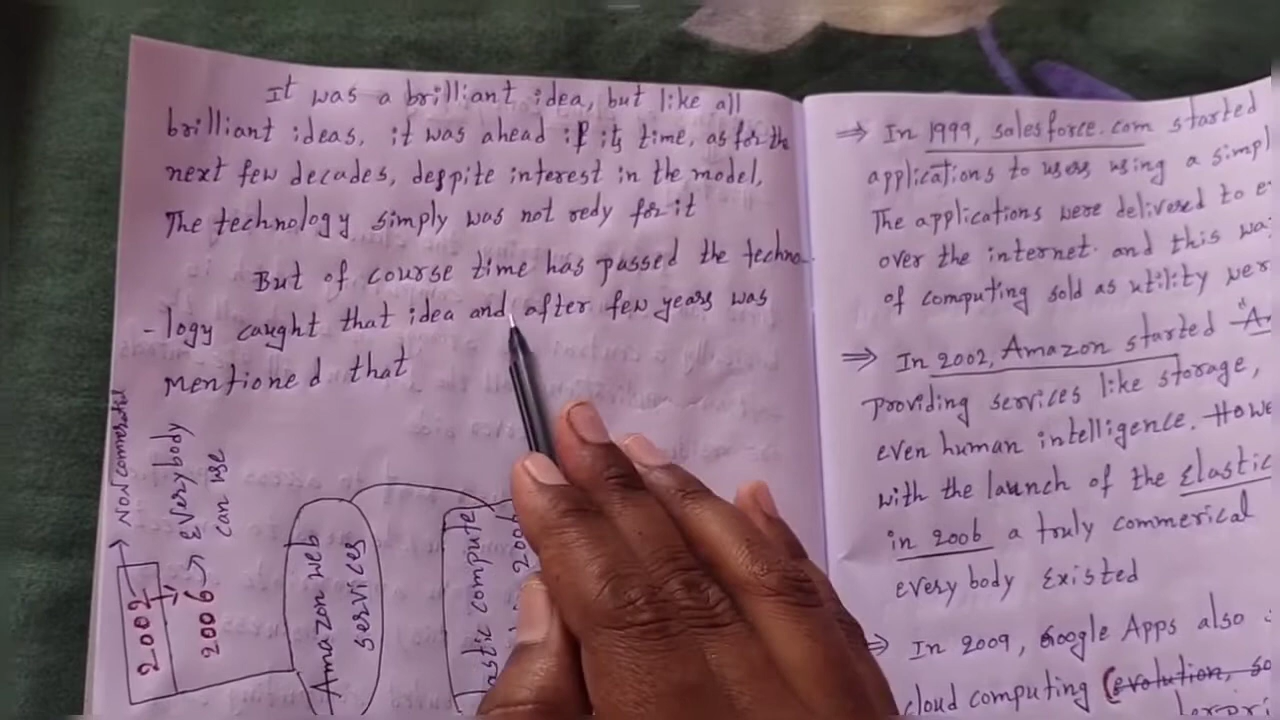 It was a brilliant idea, but like all
brilliant ideas, it was ahead if its time, as for the
next few decades, deppite interest in the model,
The technology simply was not redy for it
But of course time has passed the techno-
-logy caught that idea and after few years was
mentioned that
Non commeratial
Everybody
can use
2002
2006
Amazon web
services
astic compute
200
⇒ In 1999, salesforce.com started
applications to users using a simpl
The applications were delivered to e
over the internet. and this wa
of computing sold as utility wer
⇒ In 2002, Amazon started "A
providing services like storage,
even human intelligence. Howe
with the launch of the Elastic
in 2006 a truly commerical
every body Existed
⇒ In 2009, Google Apps also
cloud computing (evolution, so